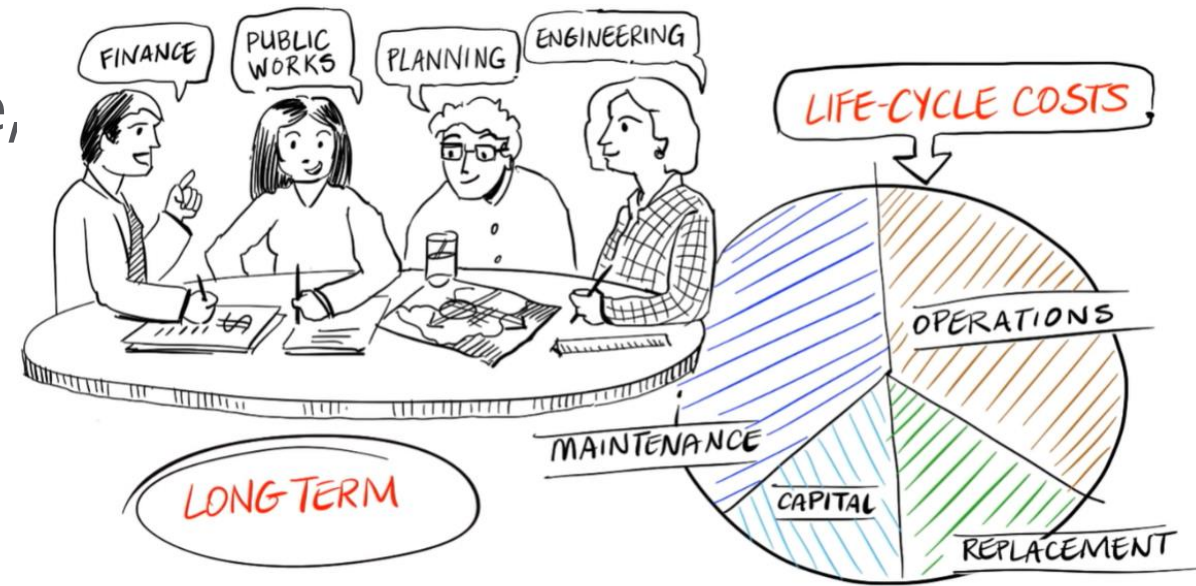 FINANCE
PUBLIC
WORKS
PLANNING
ENGINEERING
LIFE-CYCLE COSTS
e,
$
OPERATIONS
MAINTENANCE
CAPITAL
LONG TERM
REPLACEMENT